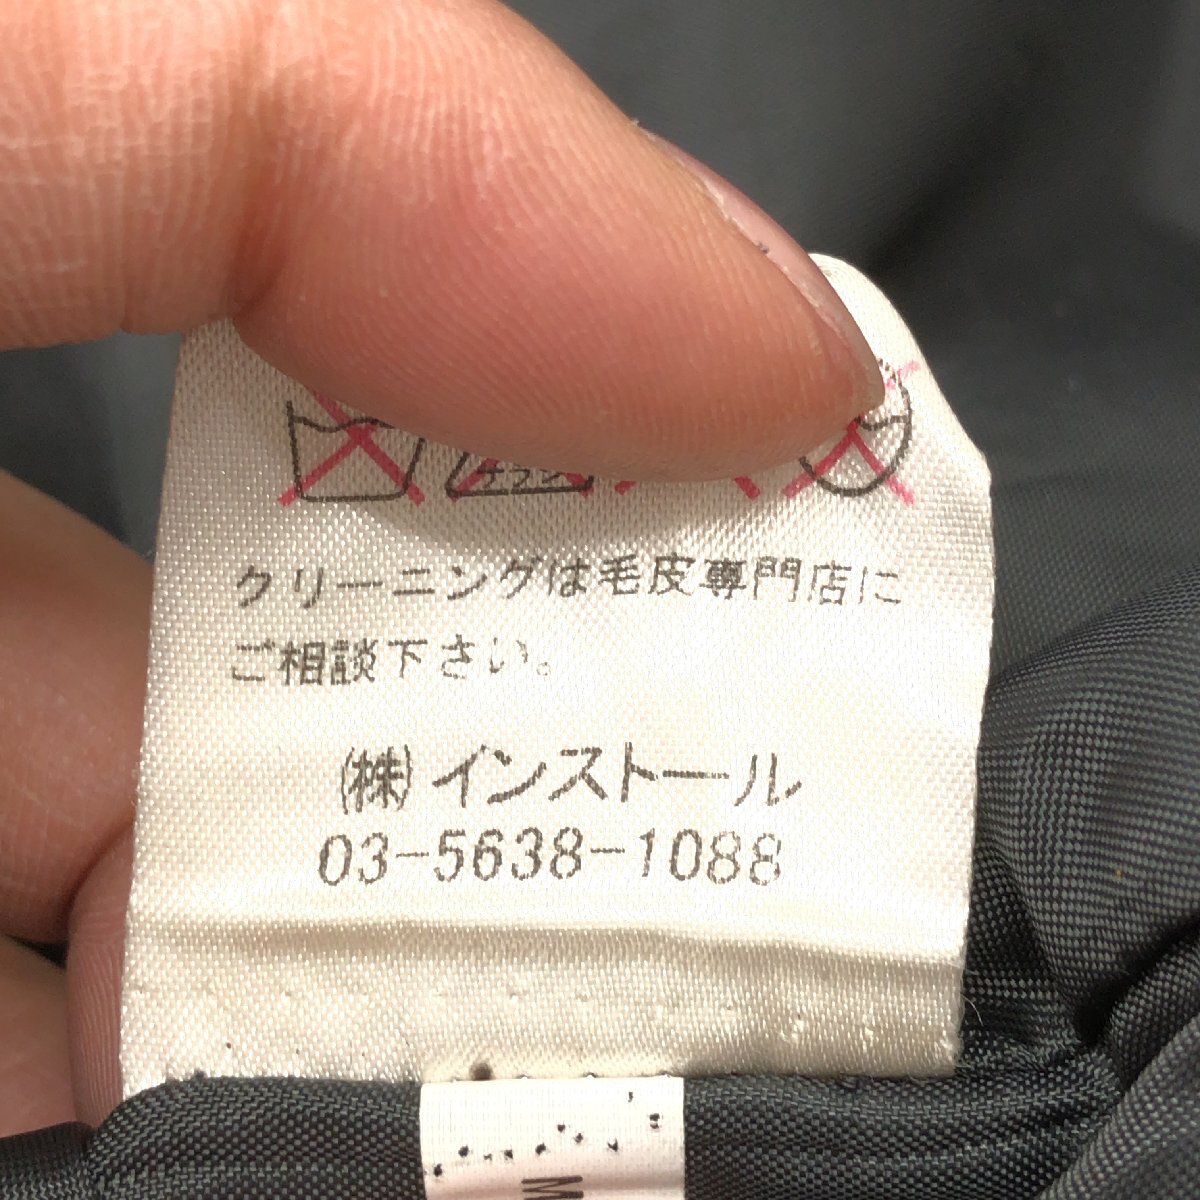 クリーニングは毛皮専門店に
ご相談下さい。
(株)インストール
03-5638-1088
M